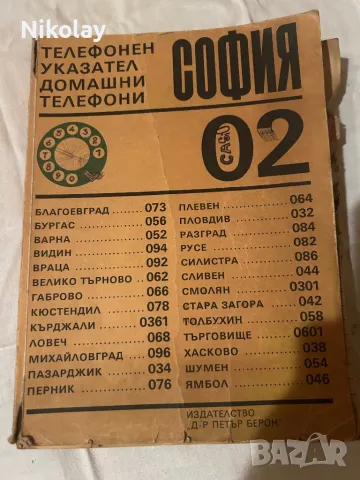 Nikolay
ТЕЛЕФОНЕН
УКАЗАТЕЛ
ДОМАШНИ
ТЕЛЕФОНИ
СОФИЯ
02
БЛАГОЕВГРАД ........ 073
БУРГАС ................. 056
ВАРНА ................... 052
ВИДИН .................. 094
ВРАЦА .................. 092
ВЕЛИКО ТЪРНОВО .. 062
ГАБРОВО ............... 066
КЮСТЕНДИЛ .......... 078
КЪРДЖАЛИ .......... 0361
ЛОВЕЧ .................. 068
МИХАЙЛОВГРАД .... 096
ПАЗАРДЖИК .......... 034
ПЕРНИК ................ 076
ПЛЕВЕН ................ 064
ПЛОВДИВ .............. 032
РАЗГРАД ............... 084
РУСЕ .................... 082
СИЛИСТРА ............ 086
СЛИВЕН ................ 044
СМОЛЯН .............. 0301
СТАРА ЗАГОРА ...... 042
ТОЛБУХИН ............ 058
ТЪРГОВИЩЕ ......... 0601
ХАСКОВО .............. 038
ШУМЕН ................ 054
ЯМБОЛ ................. 046
ИЗДАТЕЛСТВО
"Д-Р ПЕТЪР БЕРОН"
BAZAR